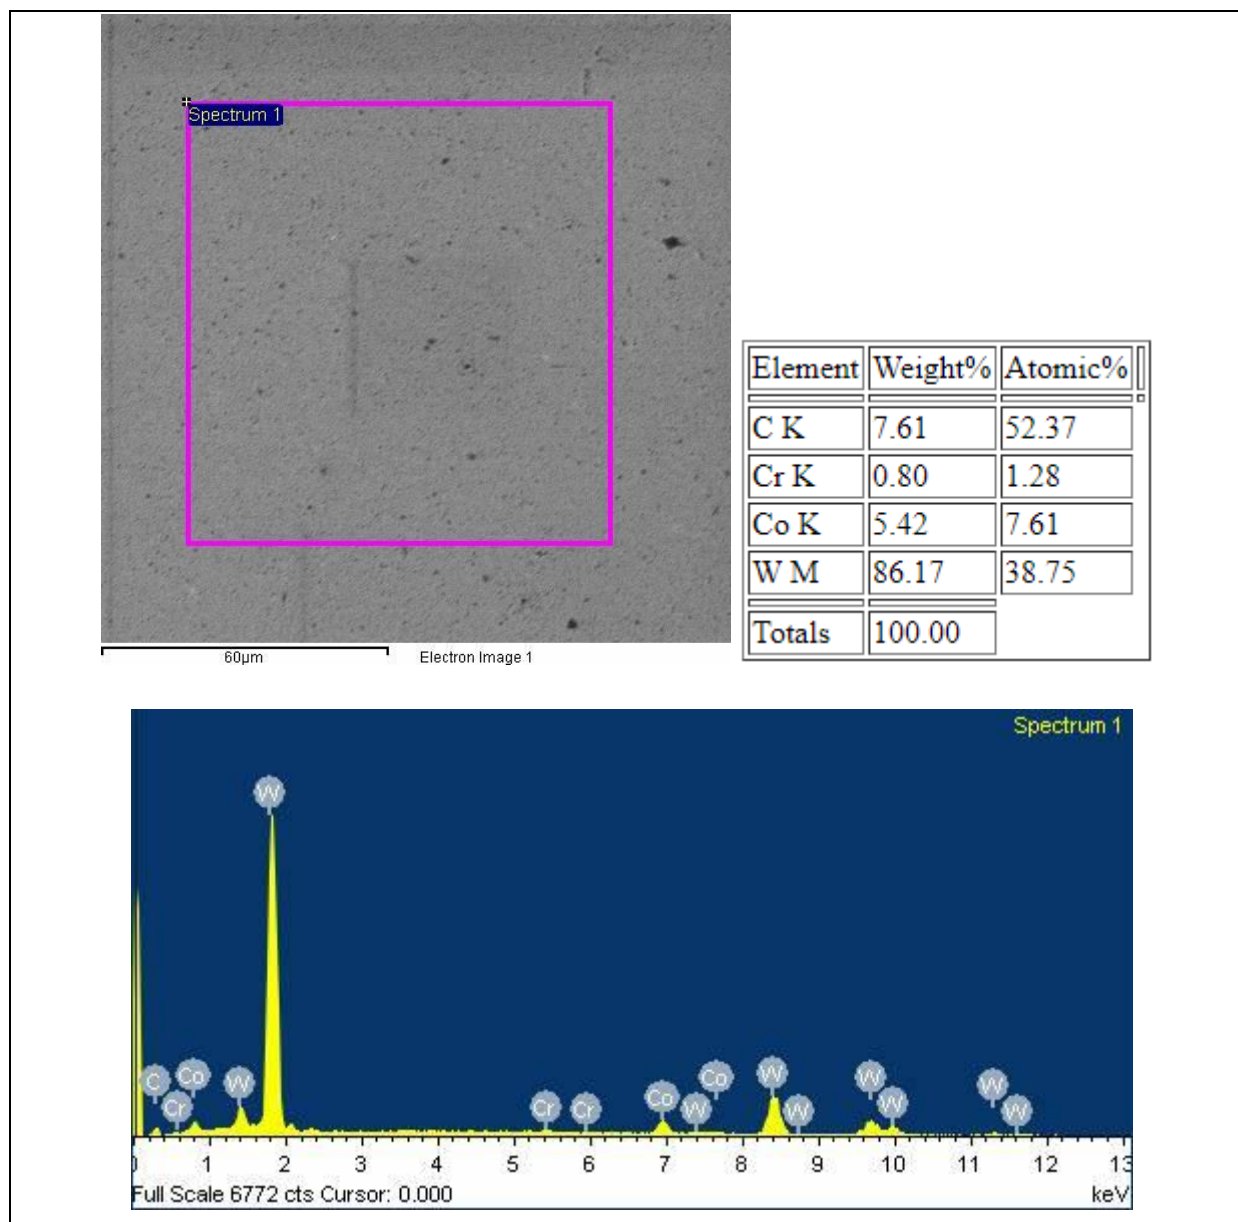 Spectrum 1
60µm Electron Image 1
Element Weight% Atomic%
C K 7.61 52.37
Cr K 0.80 1.28
Co K 5.42 7.61
W M 86.17 38.75
Totals 100.00
Spectrum 1
W
C Cr Co W
Cr Cr Co W Co W W W W W W
0 1 2 3 4 5 6 7 8 9 10 11 12 13
Full Scale 6772 cts Cursor: 0.000 keV